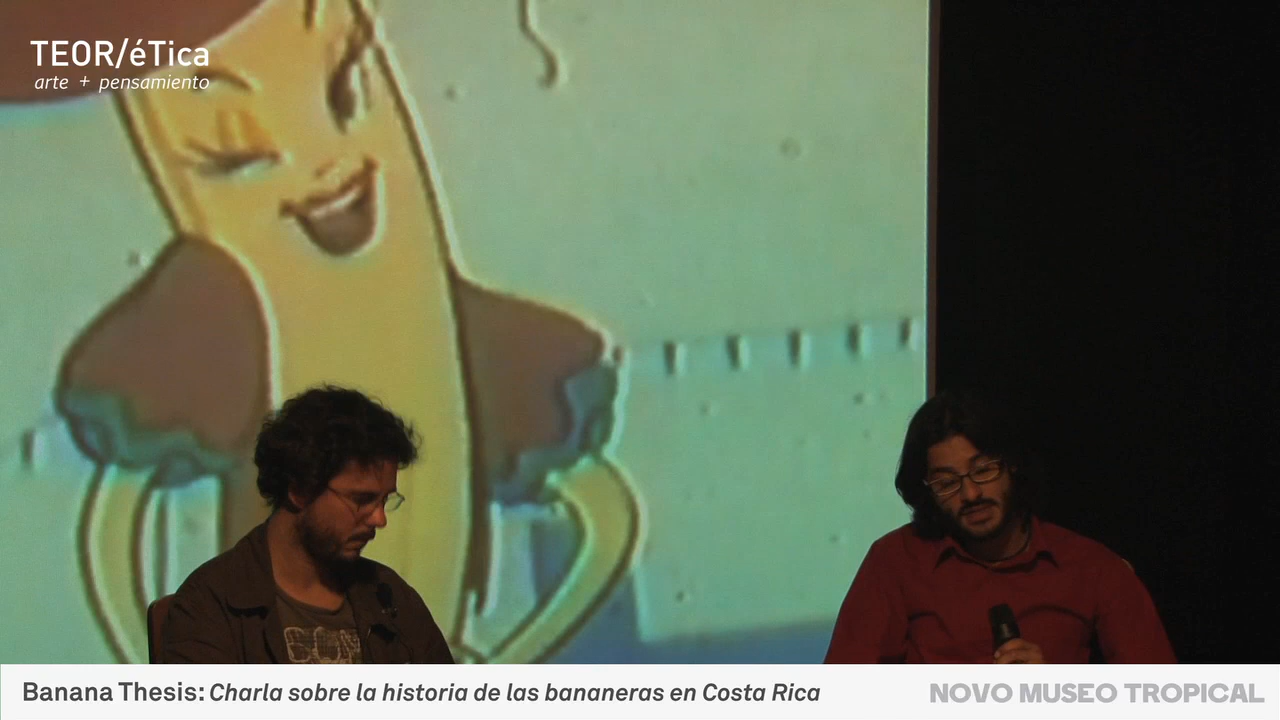 TEOR/éTica
arte + pensamiento
Banana Thesis: Charla sobre la historia de las bananeras en Costa Rica
NOVO MUSEO TROPICAL